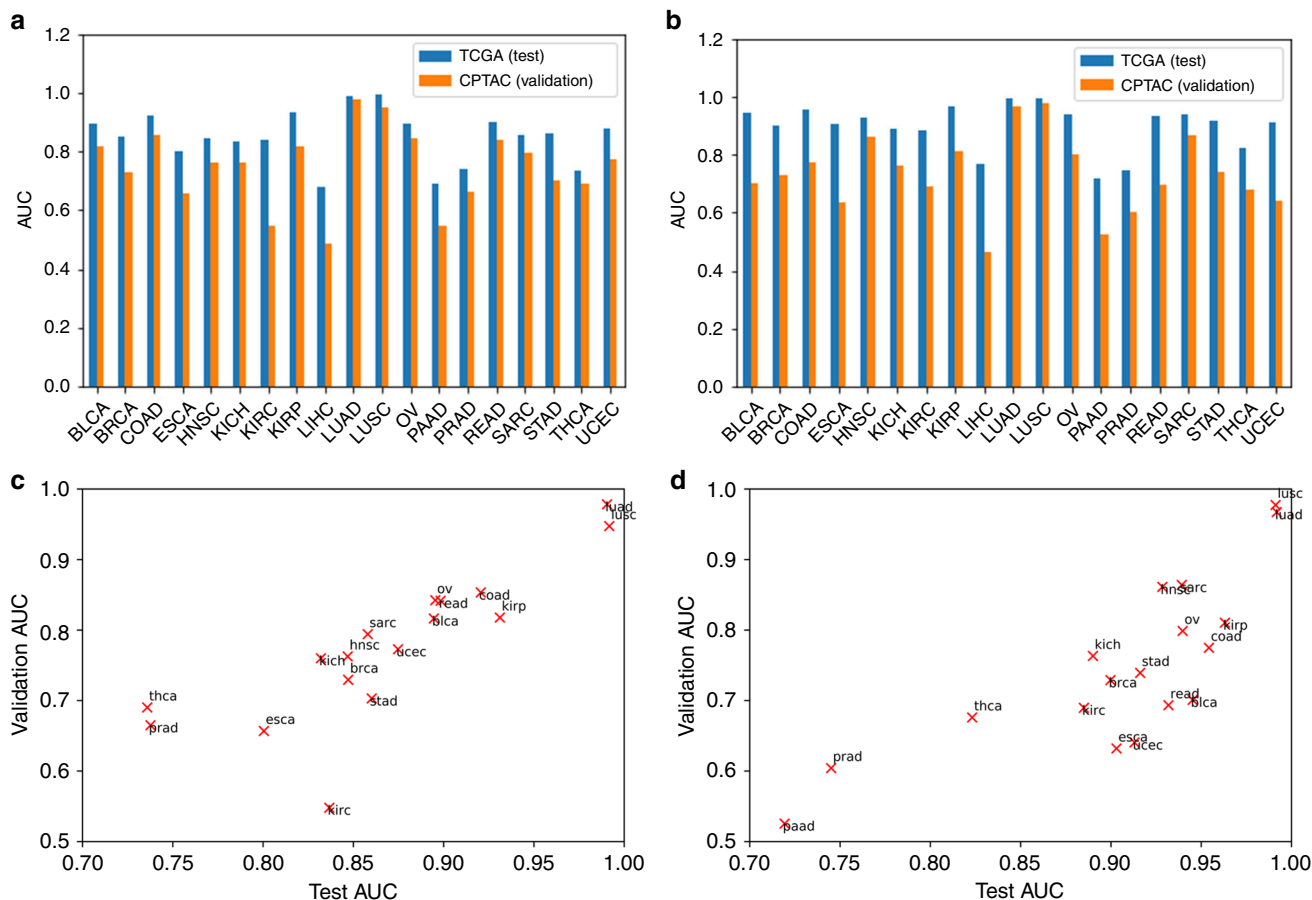 a
1.2
1.0
0.8
0.6
0.4
0.2
0.0
AUC
TCGA (test)
CPTAC (validation)
BLCA
BRCA
COAD
ESCA
HNSC
KICH
KIRC
KIRP
LIHC
LUAD
LUSC
OV
PAAD
PRAD
READ
SARC
STAD
THCA
UCEC
b
1.2
1.0
0.8
0.6
0.4
0.2
0.0
AUC
TCGA (test)
CPTAC (validation)
BLCA
BRCA
COAD
ESCA
HNSC
KICH
KIRC
KIRP
LIHC
LUAD
LUSC
OV
PAAD
PRAD
READ
SARC
STAD
THCA
UCEC
c
1.0
0.9
0.8
0.7
0.6
0.5
Validation AUC
luad
lusc
ov
read
coad
kirp
blca
sarc
hnsc
ucec
kich
brca
stad
thca
prad
esca
kirc
0.70
0.75
0.80
0.85
0.90
0.95
1.00
Test AUC
d
1.0
0.9
0.8
0.7
0.6
0.5
Validation AUC
lusc
luad
hnsc
sarc
ov
kirp
coad
kich
stad
brca
read
blca
kirc
thca
esca
ucec
prad
paad
0.70
0.75
0.80
0.85
0.90
0.95
1.00
Test AUC